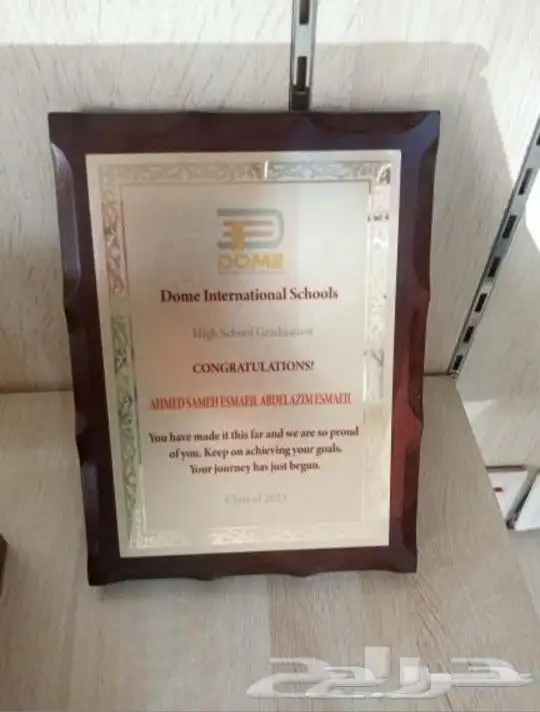 DOME
Dome International Schools
High School Graduation
CONGRATULATIONS!
AHMED SAMEH ESMAEIL ABDELAZIM ESMAEIL
You have made it this far and we are so proud
of you. Keep on achieving your goals.
Your journey has just began.
Class of
حراج